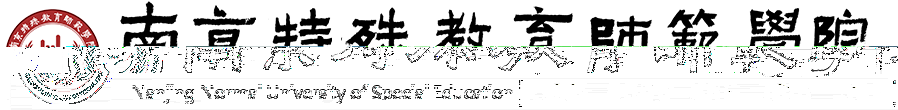 南京特殊教育師範學院
Nanjing Normal University of Special Education